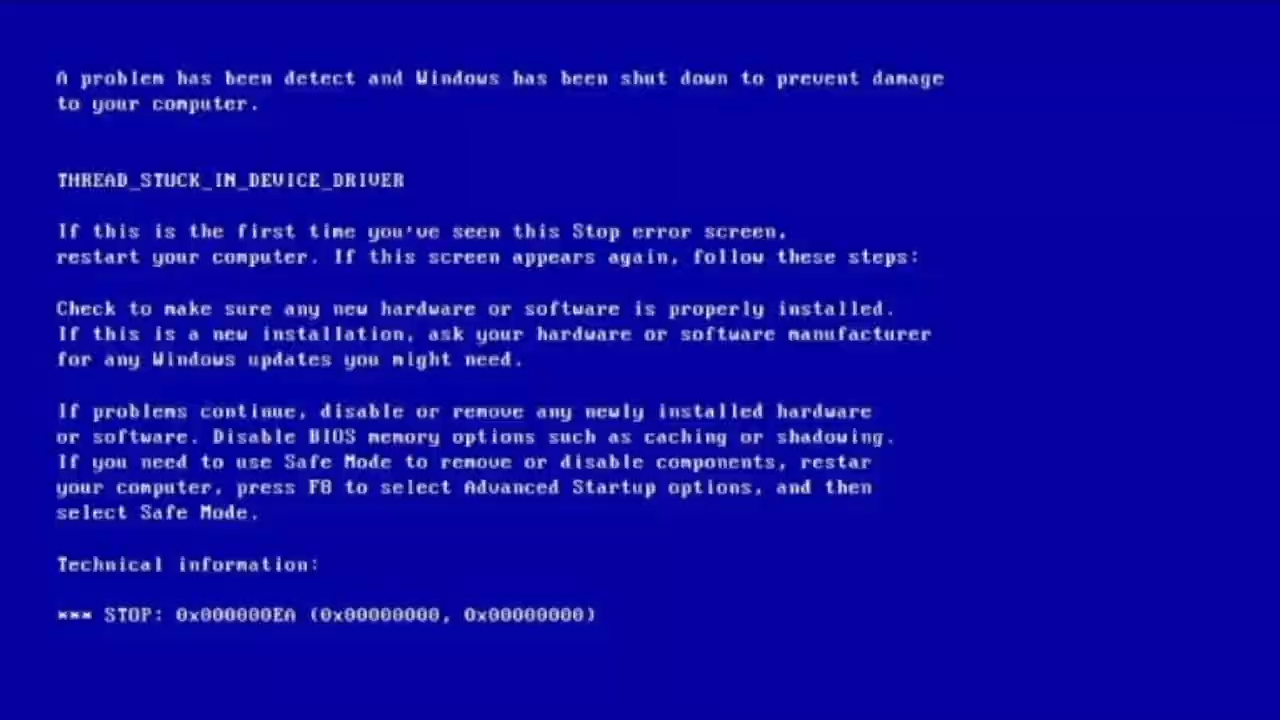 A problem has been detect and Windows has been shut down to prevent damage
to your computer.
THREAD_STUCK_IN_DEVICE_DRIVER
If this is the first time you've seen this Stop error screen,
restart your computer. If this screen appears again, follow these steps:
Check to make sure any new hardware or software is properly installed.
If this is a new installation, ask your hardware or software manufacturer
for any Windows updates you might need.
If problems continue, disable or remove any newly installed hardware
or software. Disable BIOS memory options such as caching or shadowing.
If you need to use Safe Mode to remove or disable components, restar
your computer, press F8 to select Advanced Startup options, and then
select Safe Mode.
Technical information:
*** STOP: 0x000000EA (0x00000000, 0x00000000)